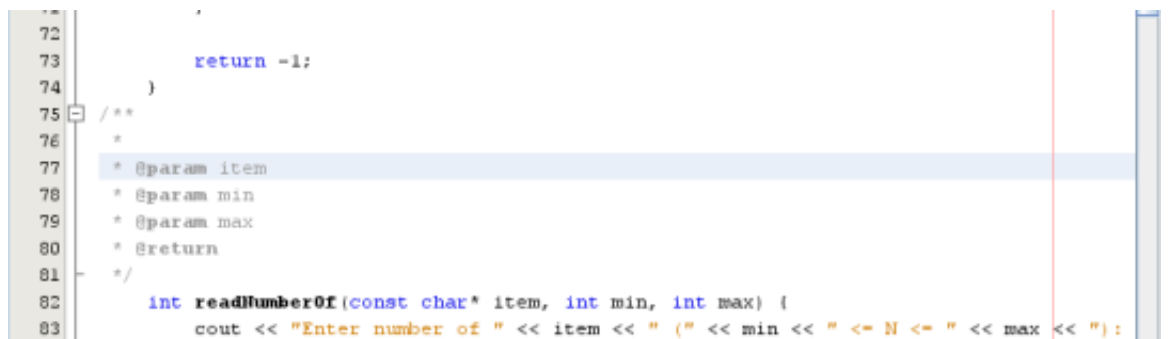 72
73 return -1;
74 }
75 /**
76 *
77 * @param item
78 * @param min
79 * @param max
80 * @return
81 */
82 int readNumberOf(const char* item, int min, int max) {
83 cout << "Enter number of " << item << " (" << min << " <= N <= " << max << "):